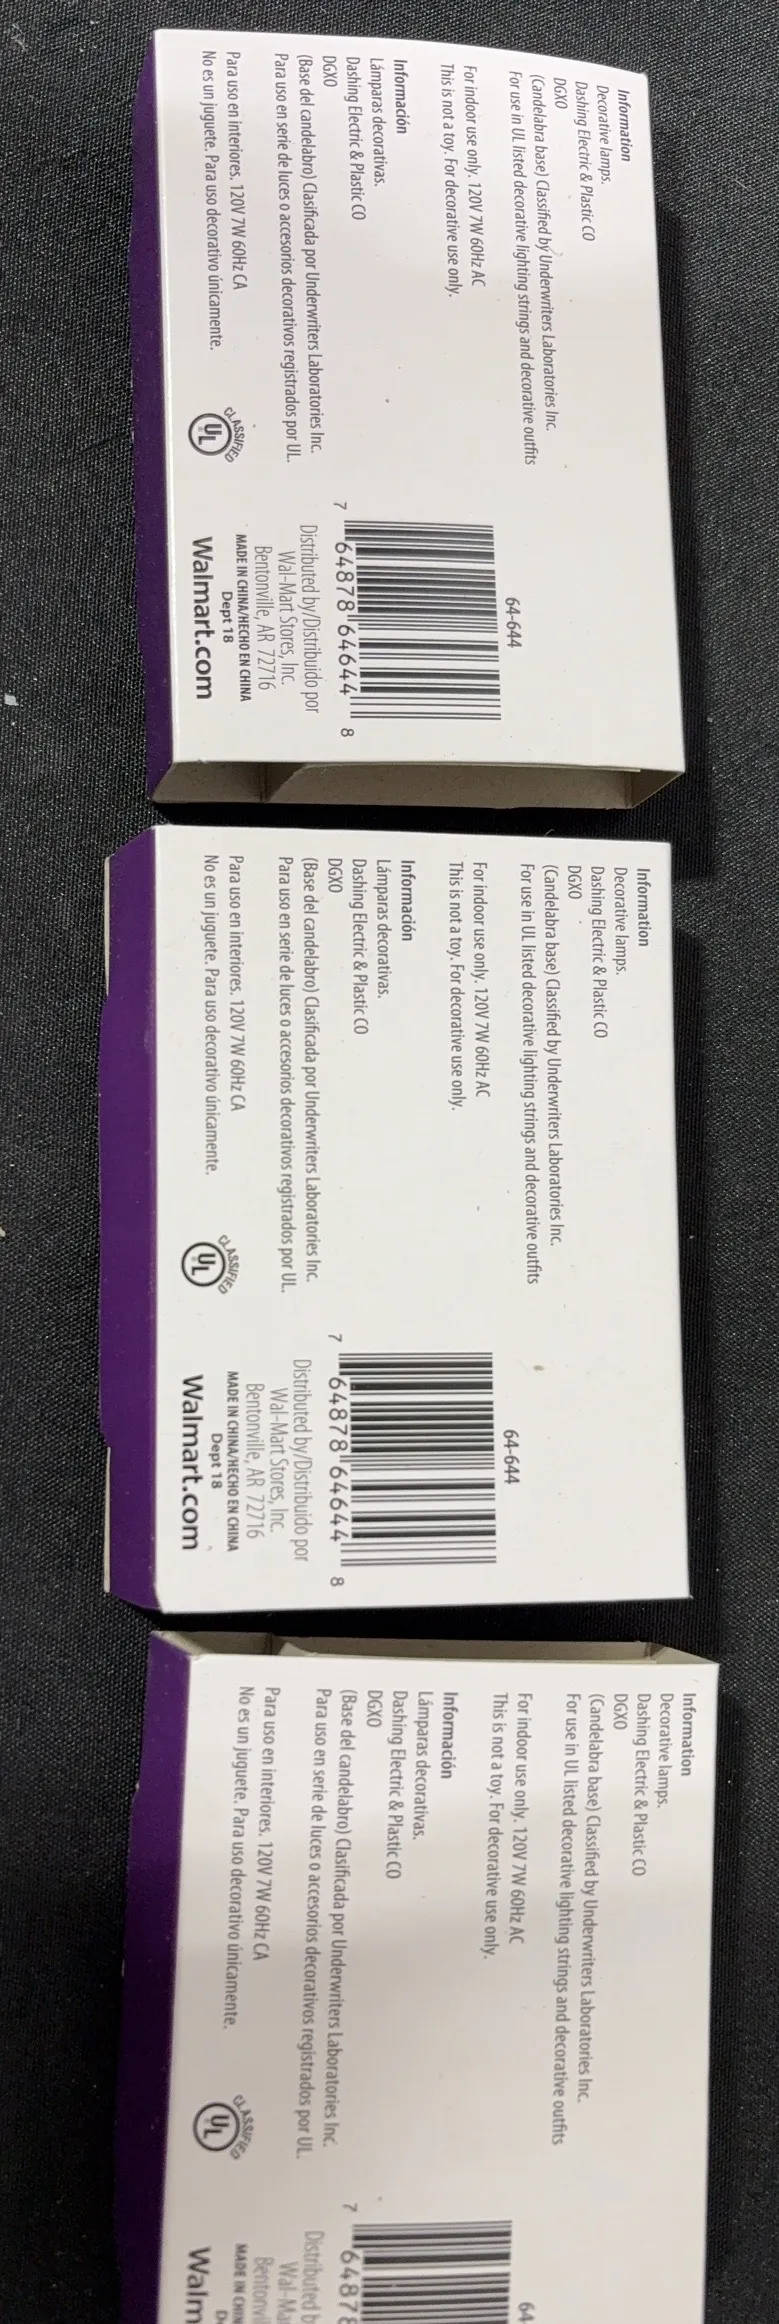 Information
Decorative lamps.
Dashing Electric & Plastic CO
DGXO
(Candelabra base) Classified by Underwriters Laboratories Inc.
For use in UL listed decorative lighting strings and decorative outfits
For indoor use only. 120V 7W 60Hz AC
This is not a toy. For decorative use only.
Información
Lámparas decorativas.
Dashing Electric & Plastic CO
DGXO
(Base del candelabro) Clasificada por Underwriters Laboratories Inc.
Para uso en serie de luces o accesorios decorativos registrados por UL.
Para uso en interiores. 120V 7W 60Hz CA
No es un juguete. Para uso decorativo únicamente.
CLASSIFIED
UL
64-644
7 64878 64644 8
Distributed by/Distribuido por
Wal-Mart Stores, Inc.
Bentonville, AR 72716
MADE IN CHINA/HECHO EN CHINA
Dept 18
Walmart.com
Information
Decorative lamps.
Dashing Electric & Plastic CO
DGXO
(Candelabra base) Classified by Underwriters Laboratories Inc.
For use in UL listed decorative lighting strings and decorative outfits
For indoor use only. 120V 7W 60Hz AC
This is not a toy. For decorative use only.
Información
Lámparas decorativas.
Dashing Electric & Plastic CO
DGXO
(Base del candelabro) Clasificada por Underwriters Laboratories Inc.
Para uso en serie de luces o accesorios decorativos registrados por UL.
Para uso en interiores. 120V 7W 60Hz CA
No es un juguete. Para uso decorativo únicamente.
CLASSIFIED
UL
64-644
7 64878 64644 8
Distributed by/Distribuido por
Wal-Mart Stores, Inc.
Bentonville, AR 72716
MADE IN CHINA/HECHO EN CHINA
Dept 18
Walmart.com
Information
Decorative lamps.
Dashing Electric & Plastic CO
DGXO
(Candelabra base) Classified by Underwriters Laboratories Inc.
For use in UL listed decorative lighting strings and decorative outfits
For indoor use only. 120V 7W 60Hz AC
This is not a toy. For decorative use only.
Información
Lámparas decorativas.
Dashing Electric & Plastic CO
DGXO
(Base del candelabro) Clasificada por Underwriters Laboratories Inc.
Para uso en serie de luces o accesorios decorativos registrados por UL.
Para uso en interiores. 120V 7W 60Hz CA
No es un juguete. Para uso decorativo únicamente.
CLASSIFIED
UL
64
7 64878
Distributed b
Wal-Ma
Bentonvi
MADE IN CHIN
D
Walm